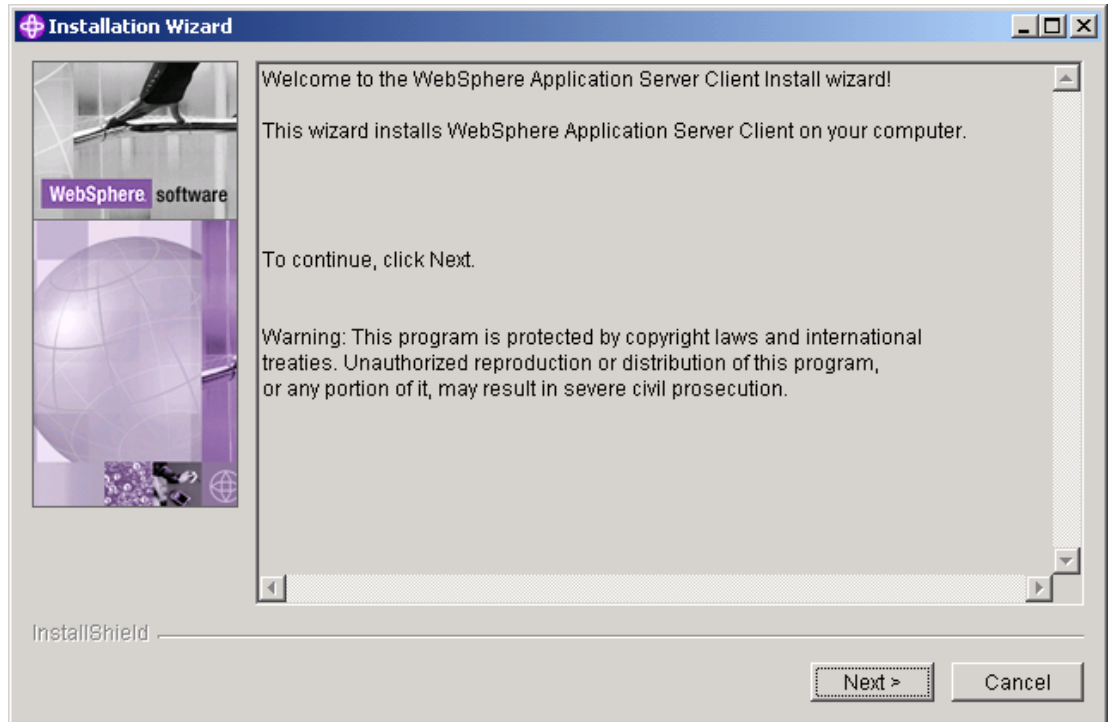 Installation Wizard
WebSphere software
Welcome to the WebSphere Application Server Client Install wizard!
This wizard installs WebSphere Application Server Client on your computer.
To continue, click Next.
Warning: This program is protected by copyright laws and international
treaties. Unauthorized reproduction or distribution of this program,
or any portion of it, may result in severe civil prosecution.
InstallShield
Next >
Cancel